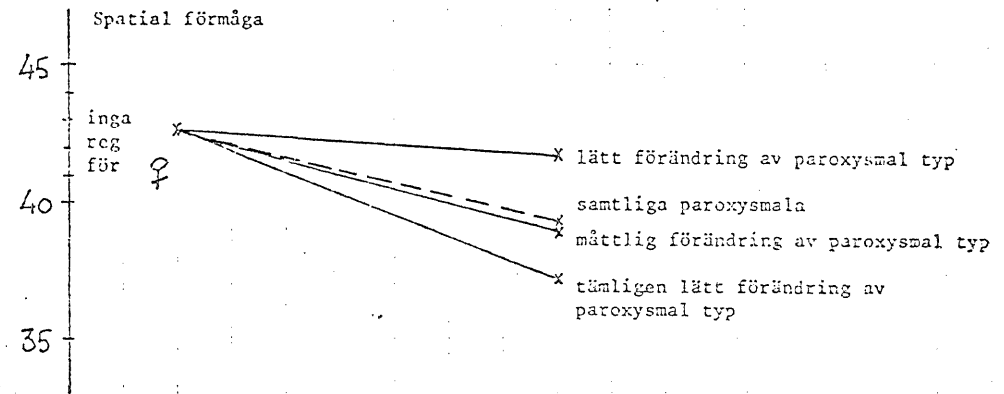 Spatial förmåga
45
inga
reg
för ♀
lätt förändring av paroxysmal typ
samtliga paroxysmala
40
måttlig förändring av paroxysmal typ
tämligen lätt förändring av
paroxysmal typ
35